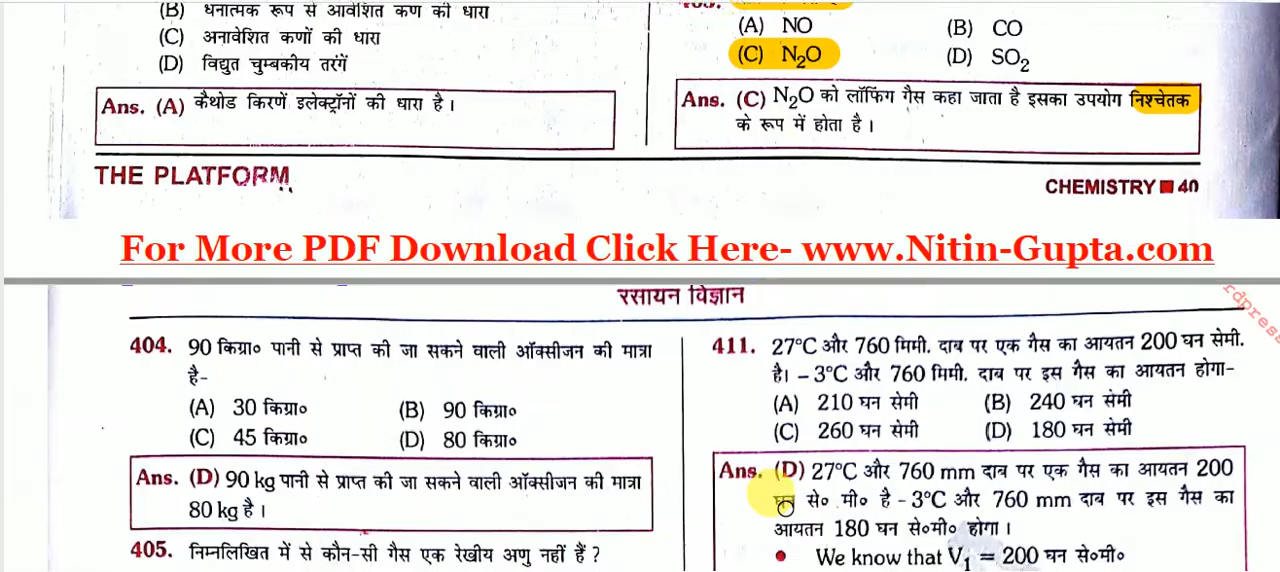 (B) धनात्मक रूप से आवेशित कण की धारा
(C) अनावेशित कणों की धारा
(D) विद्युत चुम्बकीय तरंगें
Ans. (A) कैथोड किरणें इलेक्ट्रॉनों की धारा है।
(A) NO (B) CO
(C) N₂O (D) SO₂
Ans. (C) N₂O को लॉफिंग गैस कहा जाता है इसका उपयोग निश्चेतक
के रूप में होता है।
THE PLATFORM
CHEMISTRY ■ 40
For More PDF Download Click Here- www.Nitin-Gupta.com
रसायन विज्ञान
rdpress
404. 90 किग्रा० पानी से प्राप्त की जा सकने वाली ऑक्सीजन की मात्रा
है-
(A) 30 किग्रा० (B) 90 किग्रा०
(C) 45 किग्रा० (D) 80 किग्रा०
Ans. (D) 90 kg पानी से प्राप्त की जा सकने वाली ऑक्सीजन की मात्रा
80 kg है।
405. निम्नलिखित में से कौन-सी गैस एक रेखीय अणु नहीं हैं ?
411. 27°C और 760 मिमी. दाब पर एक गैस का आयतन 200 घन सेमी.
है। – 3°C और 760 मिमी. दाब पर इस गैस का आयतन होगा-
(A) 210 घन सेमी (B) 240 घन सेमी
(C) 260 घन सेमी (D) 180 घन सेमी
Ans. (D) 27°C और 760 mm दाब पर एक गैस का आयतन 200
घन से० मी० है – 3°C और 760 mm दाब पर इस गैस का
आयतन 180 घन से०मी० होगा।
• We know that V₁ = 200 घन से०मी०